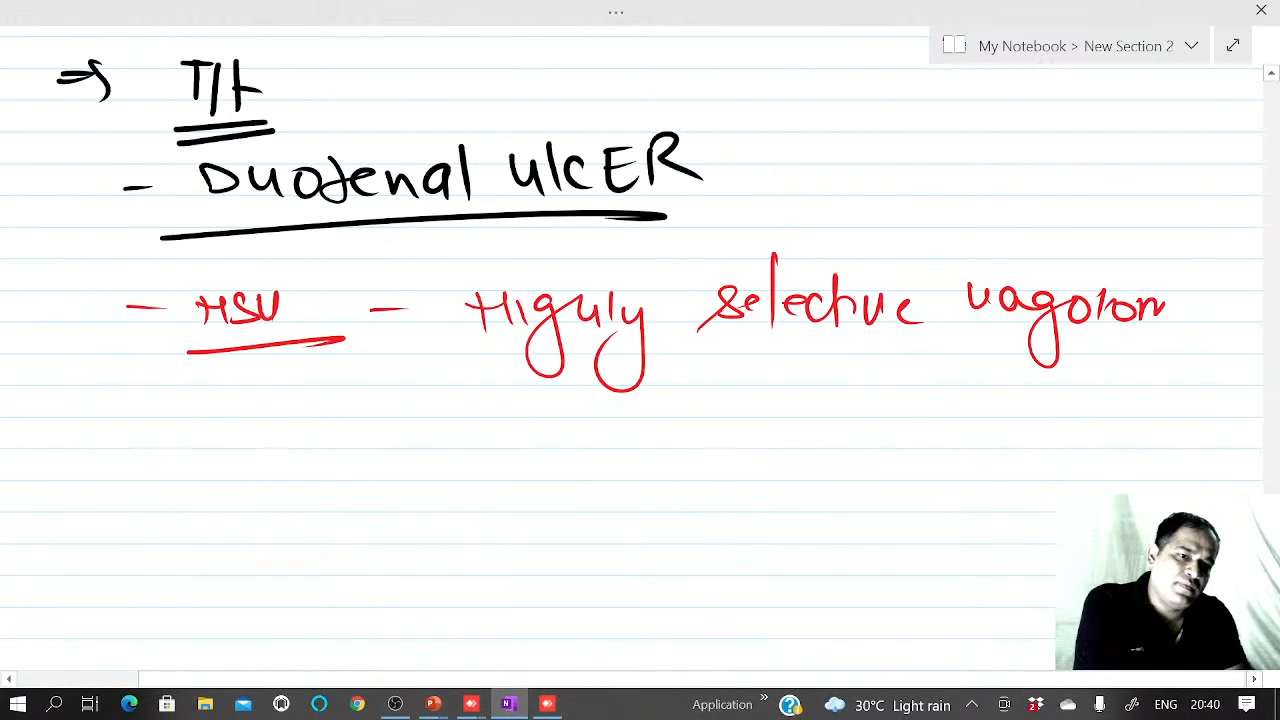 My Notebook > New Section 2
⇒ T/t
- Duodenal ulcER
- HSV - Highly selective vagotom
Application
30°C Light rain
ENG 20:40